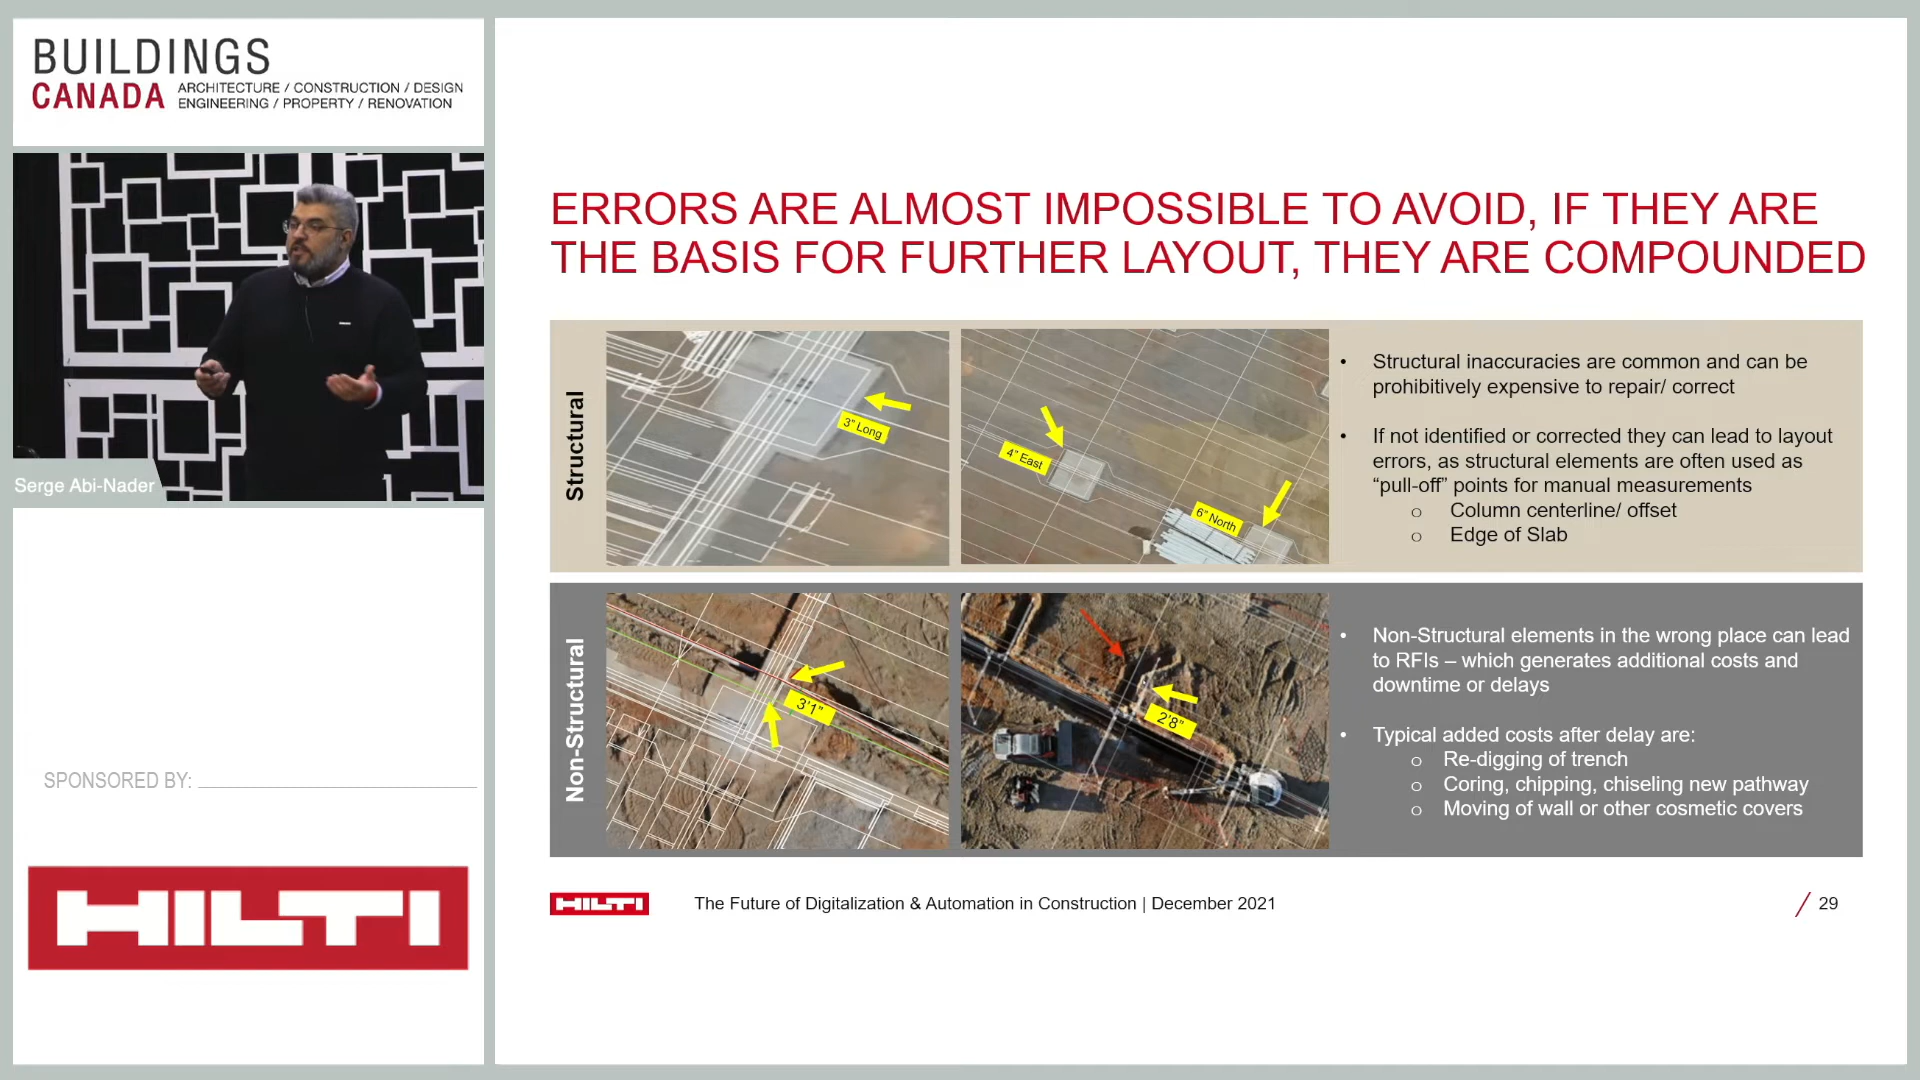 BUILDINGS
CANADA
ARCHITECTURE / CONSTRUCTION / DESIGN
ENGINEERING / PROPERTY / RENOVATION
Serge Abi-Nader
SPONSORED BY:
HILTI
ERRORS ARE ALMOST IMPOSSIBLE TO AVOID, IF THEY ARE
THE BASIS FOR FURTHER LAYOUT, THEY ARE COMPOUNDED
Structural
3” Long
4” East
6” North
• Structural inaccuracies are common and can be
prohibitively expensive to repair/ correct
• If not identified or corrected they can lead to layout
errors, as structural elements are often used as
“pull-off” points for manual measurements
o Column centerline/ offset
o Edge of Slab
Non-Structural
3’1”
2’8”
• Non-Structural elements in the wrong place can lead
to RFIs – which generates additional costs and
downtime or delays
• Typical added costs after delay are:
o Re-digging of trench
o Coring, chipping, chiseling new pathway
o Moving of wall or other cosmetic covers
HILTI
The Future of Digitalization & Automation in Construction | December 2021
/ 29